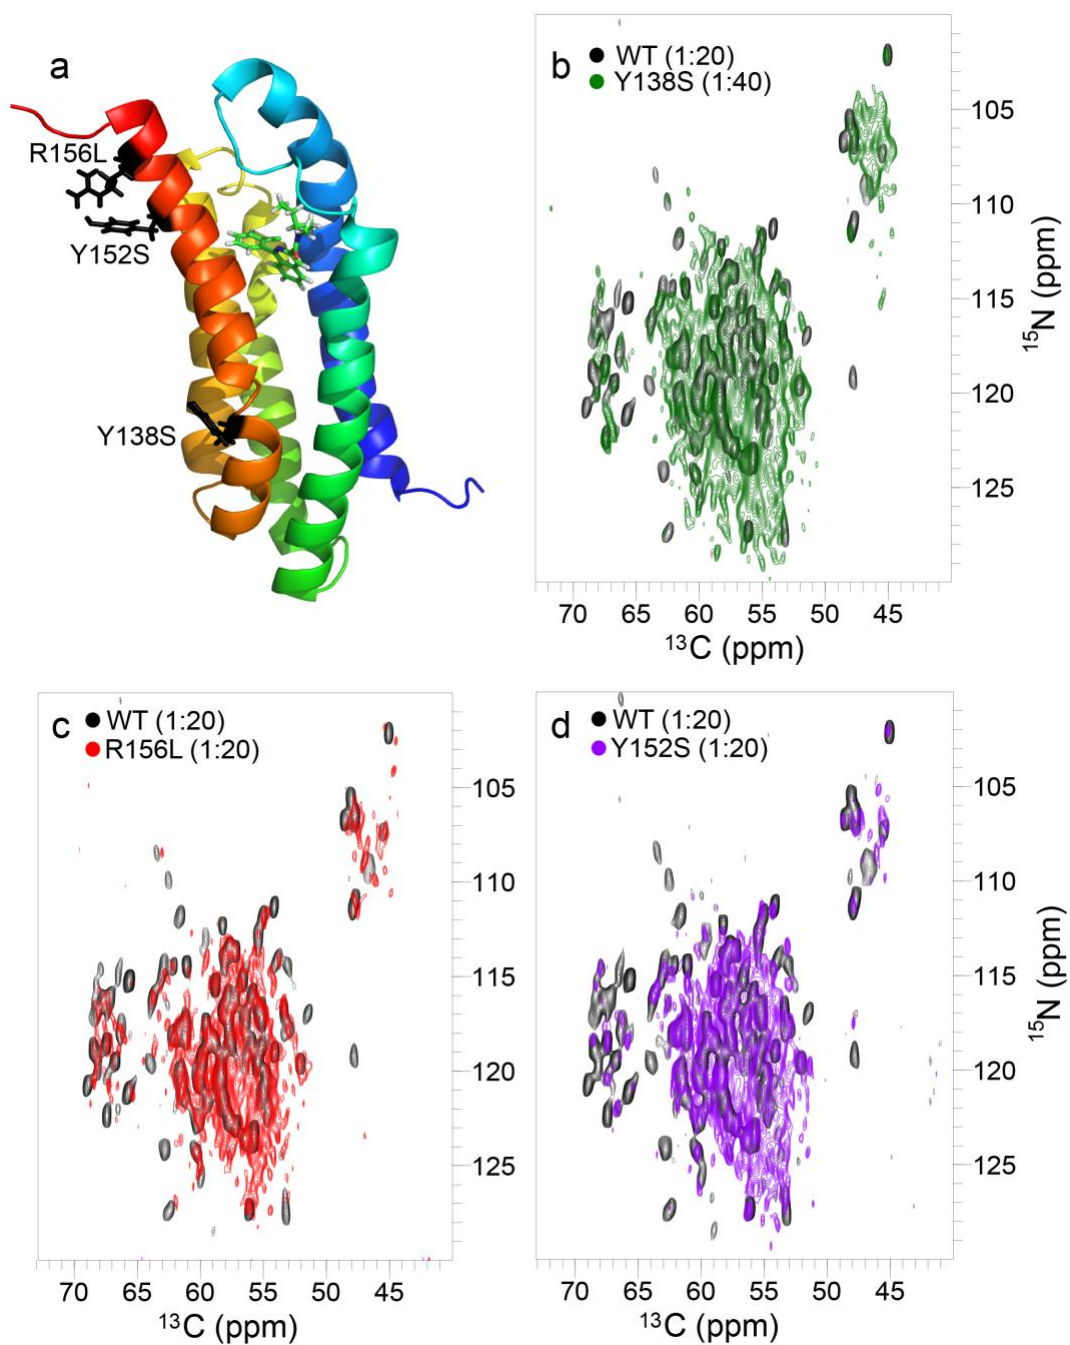 a
R156L
Y152S
Y138S
b
WT (1:20)
Y138S (1:40)
105
110
115
120
125
15N (ppm)
70 65 60 55 50 45
13C (ppm)
c
WT (1:20)
R156L (1:20)
105
110
115
120
125
70 65 60 55 50 45
13C (ppm)
d
WT (1:20)
Y152S (1:20)
105
110
115
120
125
15N (ppm)
70 65 60 55 50 45
13C (ppm)